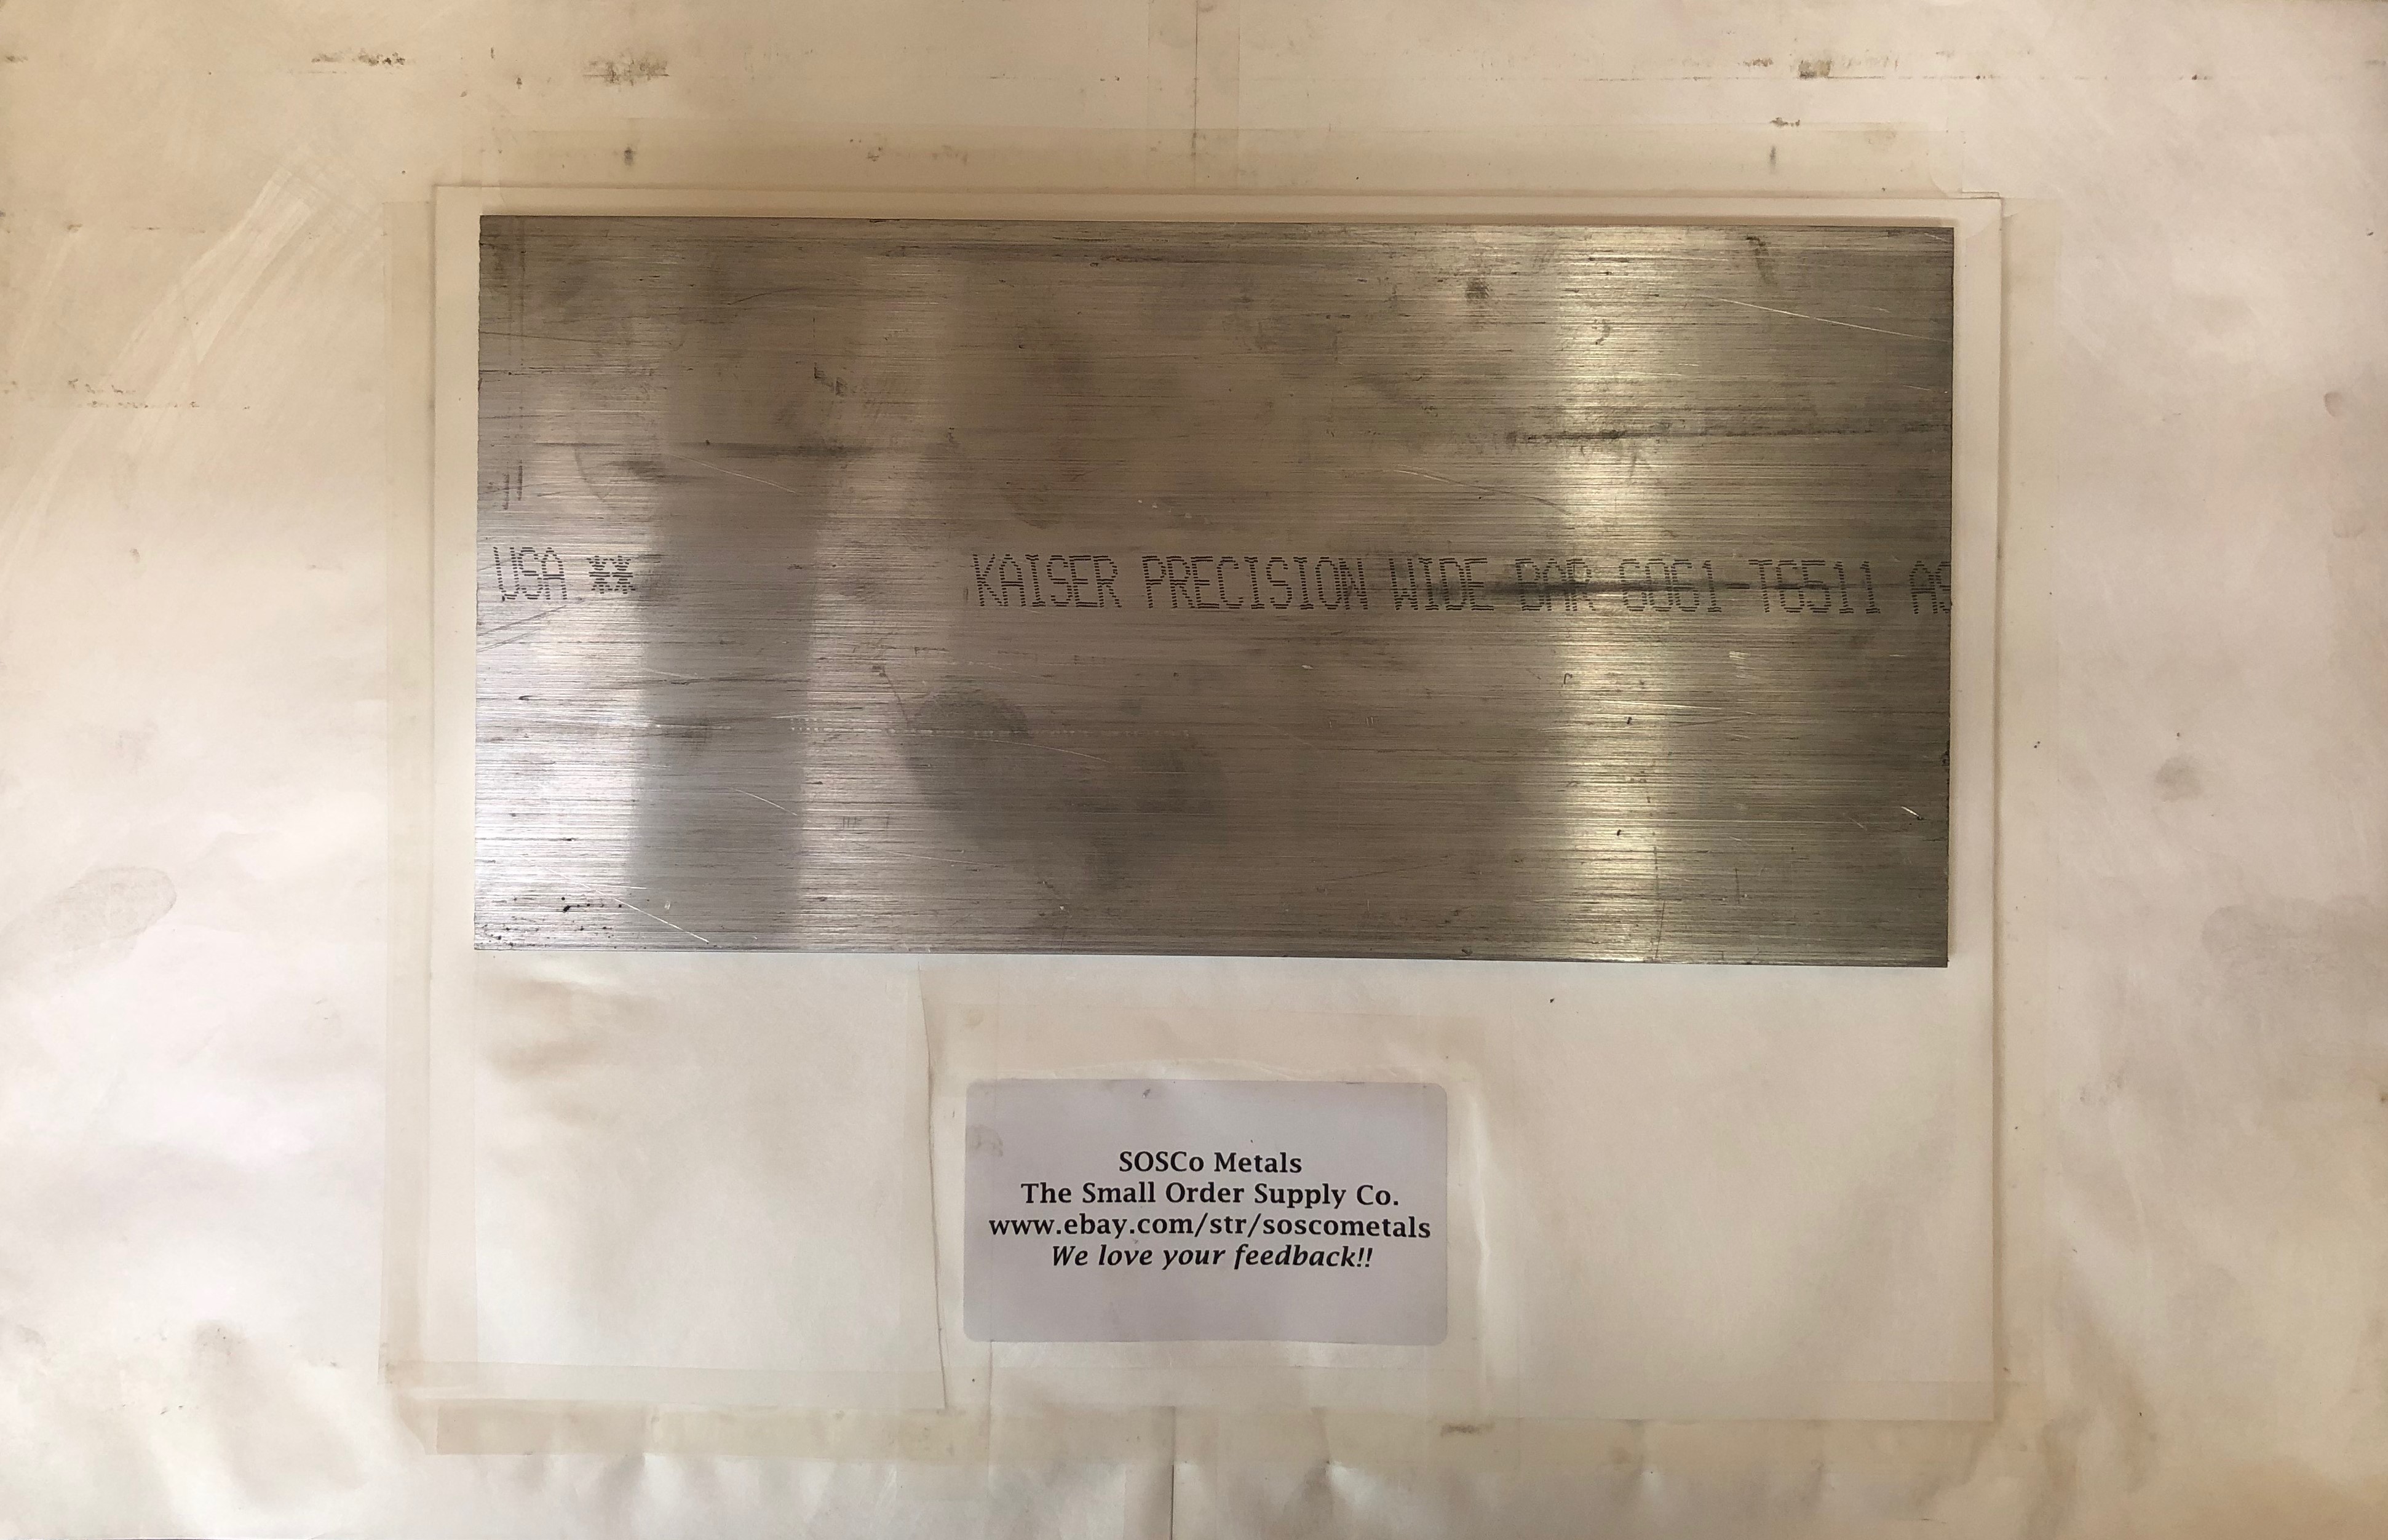 USA ** KAISER PRECISION WIDE BAR 6061-T6511 AS
SOSCo Metals
The Small Order Supply Co.
www.ebay.com/str/soscometals
We love your feedback!!